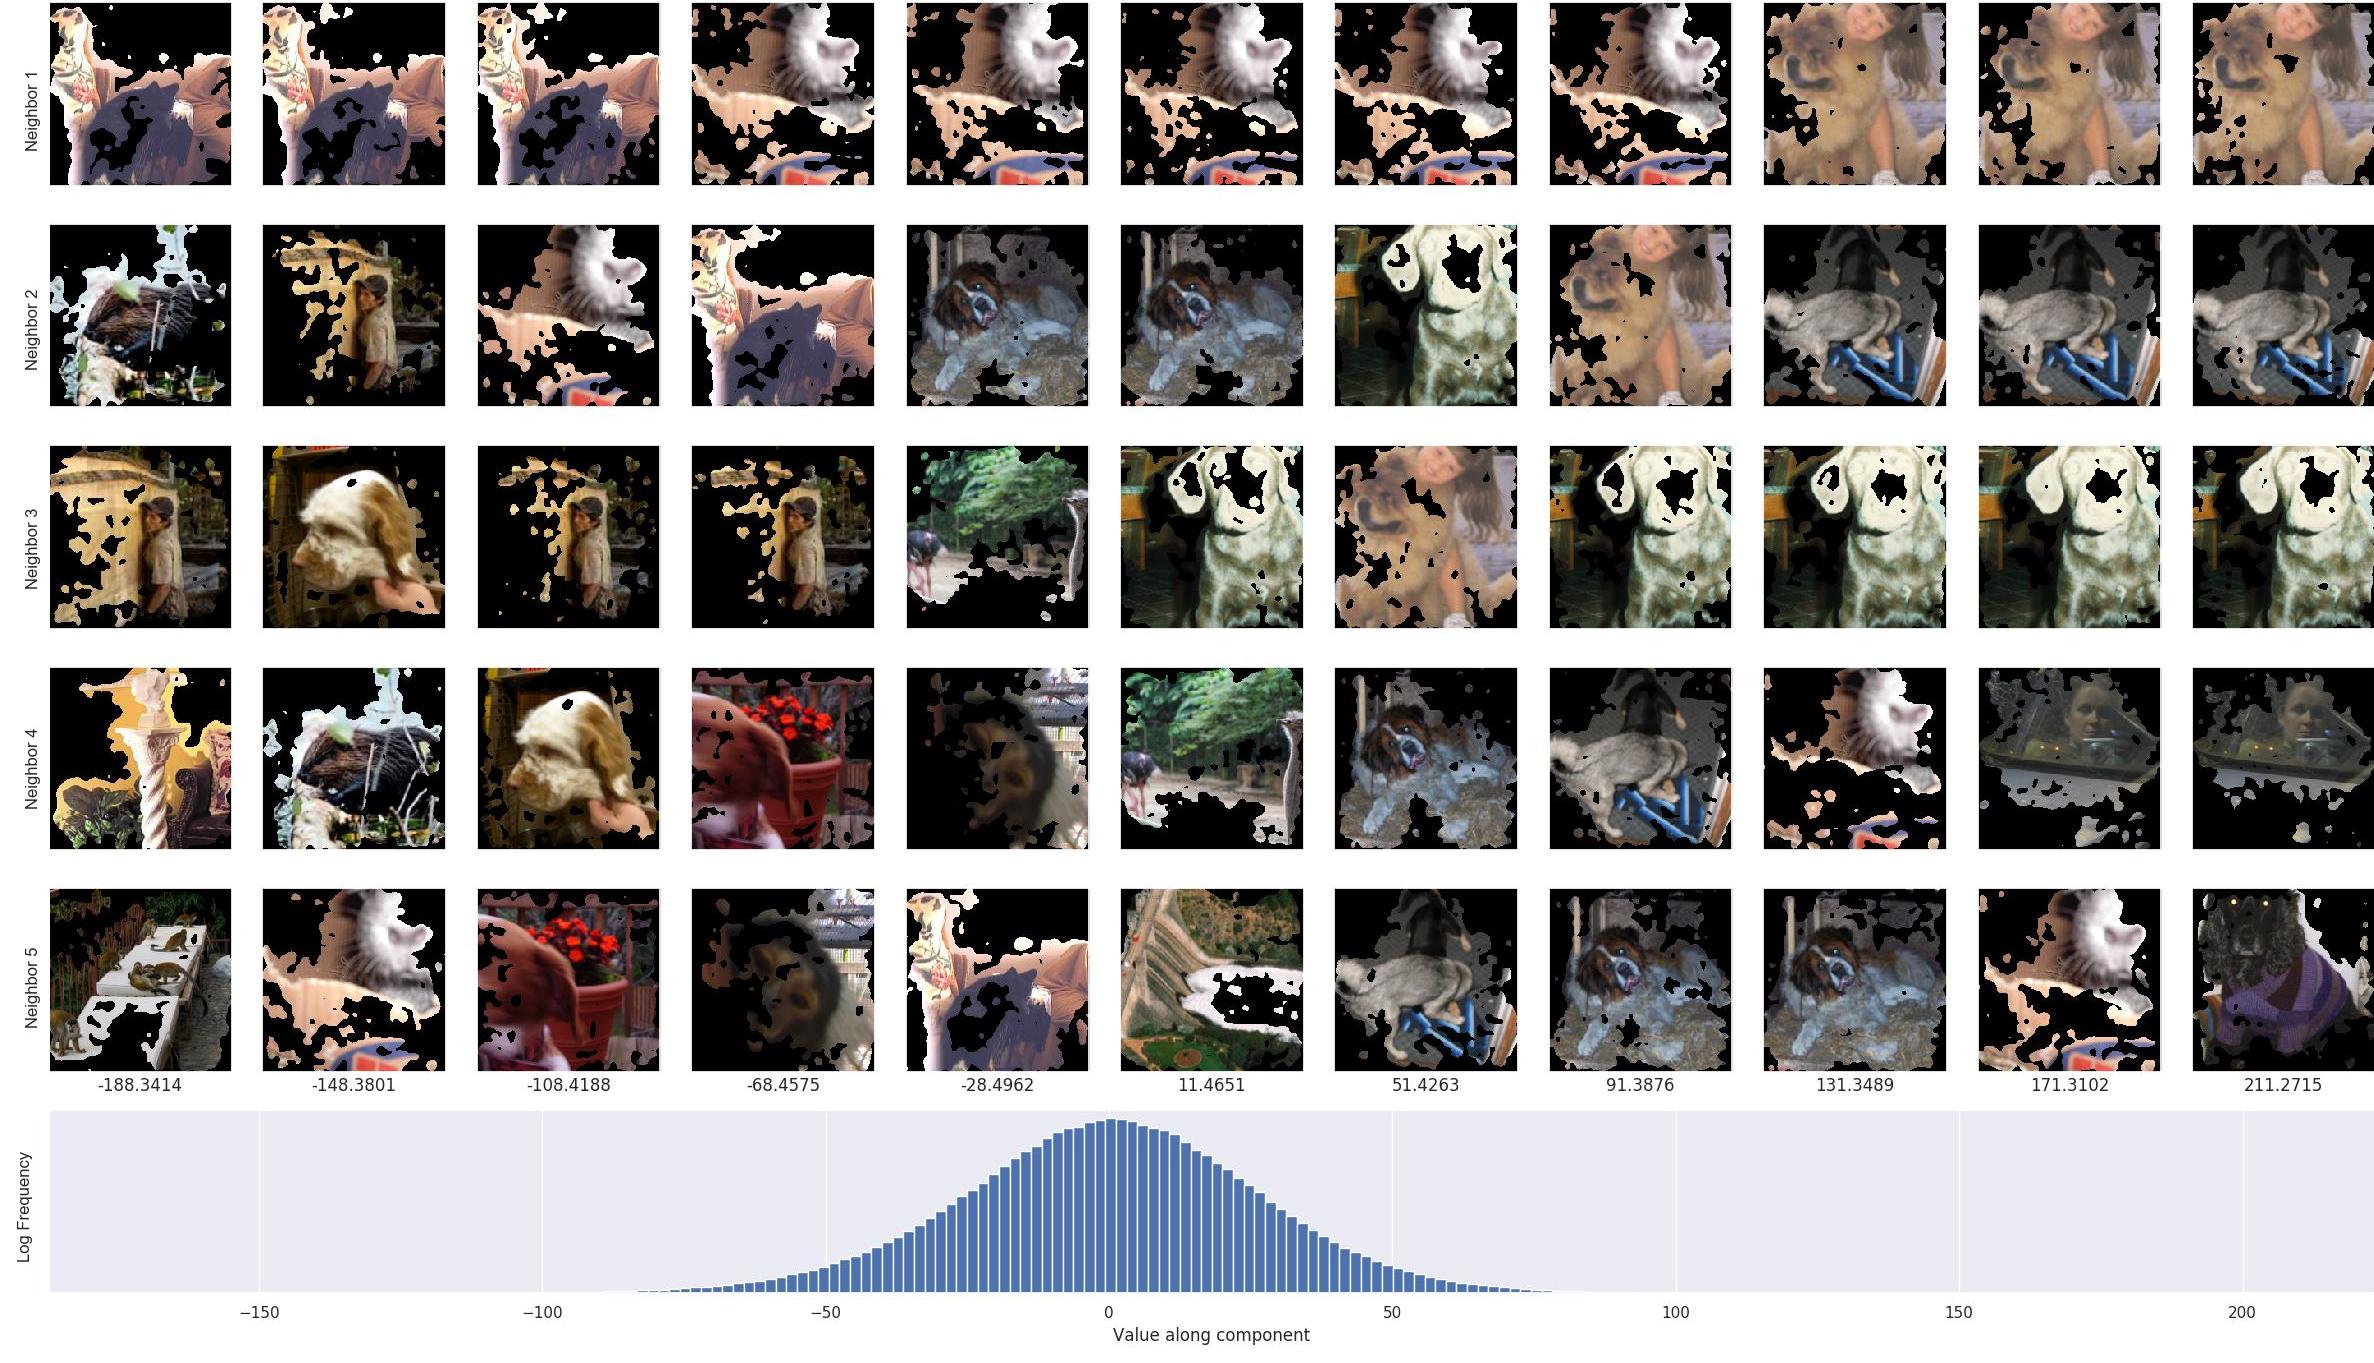 Neighbor 1
Neighbor 2
Neighbor 3
Neighbor 4
Neighbor 5
-188.3414 -148.3801 -108.4188 -68.4575 -28.4962 11.4651 51.4263 91.3876 131.3489 171.3102 211.2715
Log Frequency
−150 −100 −50 0 50 100 150 200
Value along component